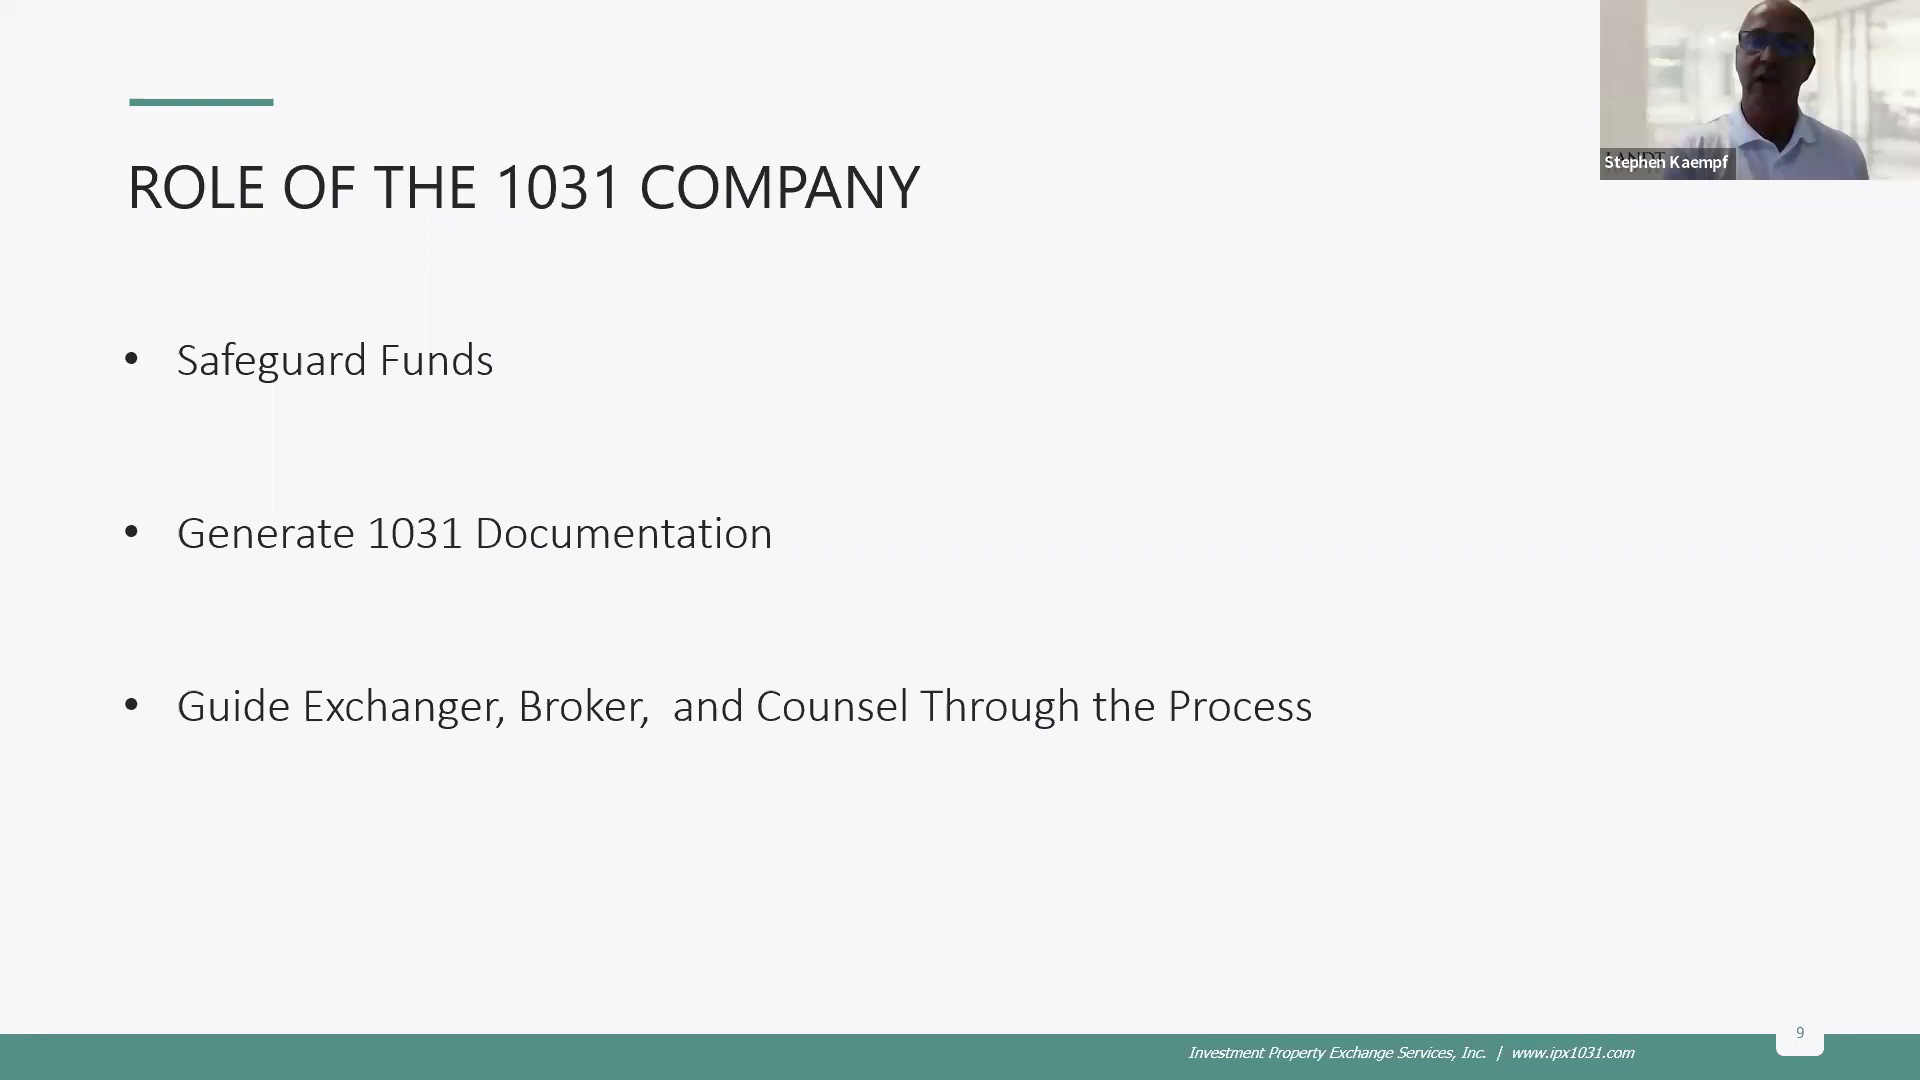 ROLE OF THE 1031 COMPANY
Stephen Kaempf
• Safeguard Funds
• Generate 1031 Documentation
• Guide Exchanger, Broker,  and Counsel Through the Process
Investment Property Exchange Services, Inc. | www.ipx1031.com
9